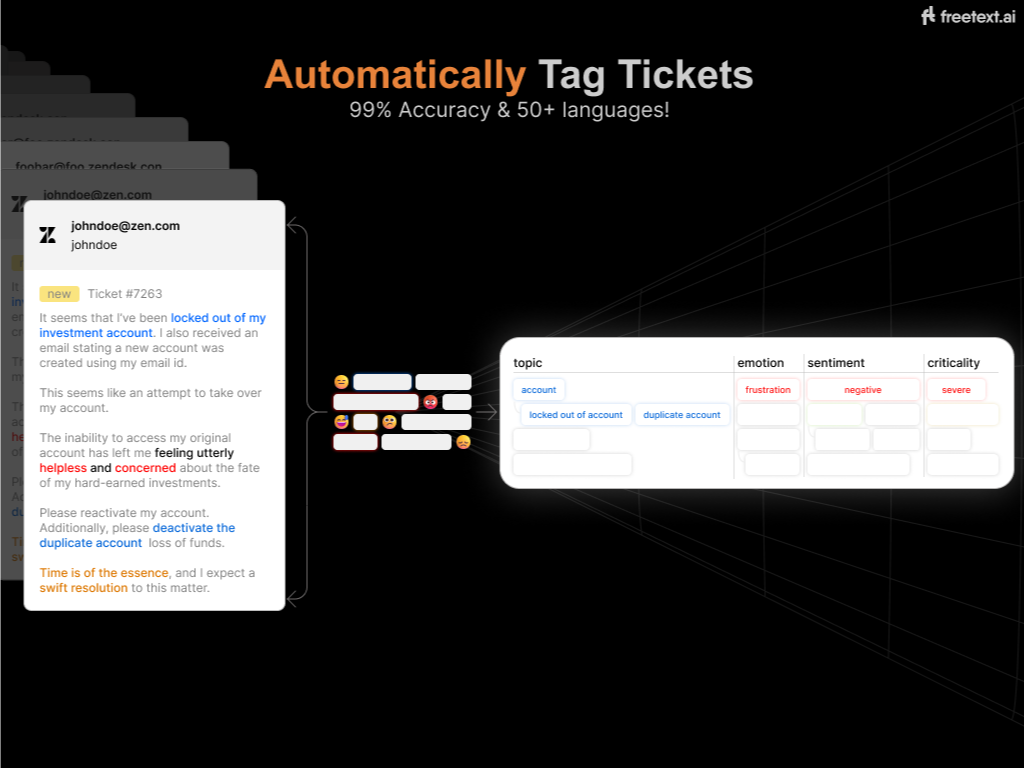 freetext.ai
Automatically Tag Tickets
99% Accuracy & 50+ languages!
foobar@foo.zendesk.con
johndoe@zen.com
johndoe@zen.com
johndoe
new Ticket #7263
It seems that I've been locked out of my
investment account. I also received an
email stating a new account was
created using my email id.
This seems like an attempt to take over
my account.
The inability to access my original
account has left me feeling utterly
helpless and concerned about the fate
of my hard-earned investments.
Please reactivate my account.
Additionally, please deactivate the
duplicate account loss of funds.
Time is of the essence, and I expect a
swift resolution to this matter.
topic emotion sentiment criticality
account frustration negative severe
locked out of account duplicate account